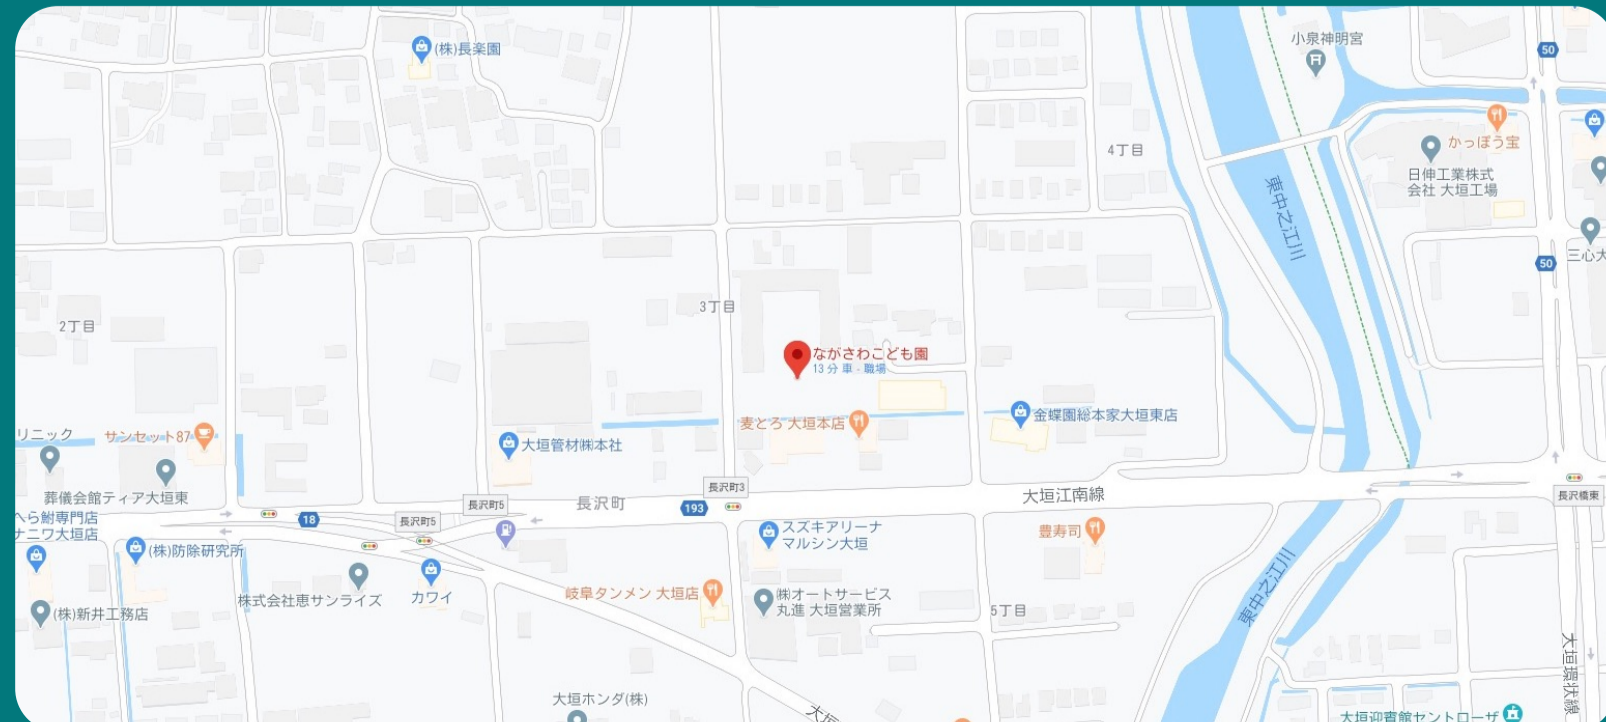 (株)長楽園
小泉神明宮
50
かっぽう宝
4丁目
日伸工業株式
会社 大垣工場
東中之江川
三心大
50
3丁目
2丁目
ながさわこども園
13 分 車 - 職場
金蝶園総本家大垣東店
麦とろ 大垣本店
リニック
サンセット87
大垣管材㈱本社
葬儀会館ティア大垣東
長沢町3
長沢町5
長沢町
193
大垣江南線
長沢橋東
へら鮒専門店
ナニワ大垣店
18
長沢町5
スズキアリーナ
マルシン大垣
豊寿司
(株)防除研究所
株式会社恵サンライズ
カワイ
岐阜タンメン 大垣店
㈱オートサービス
丸進 大垣営業所
(株)新井工務店
5丁目
東中之江川
大垣環状線
大垣ホンダ(株)
大垣
大垣迎賓館セントローザ